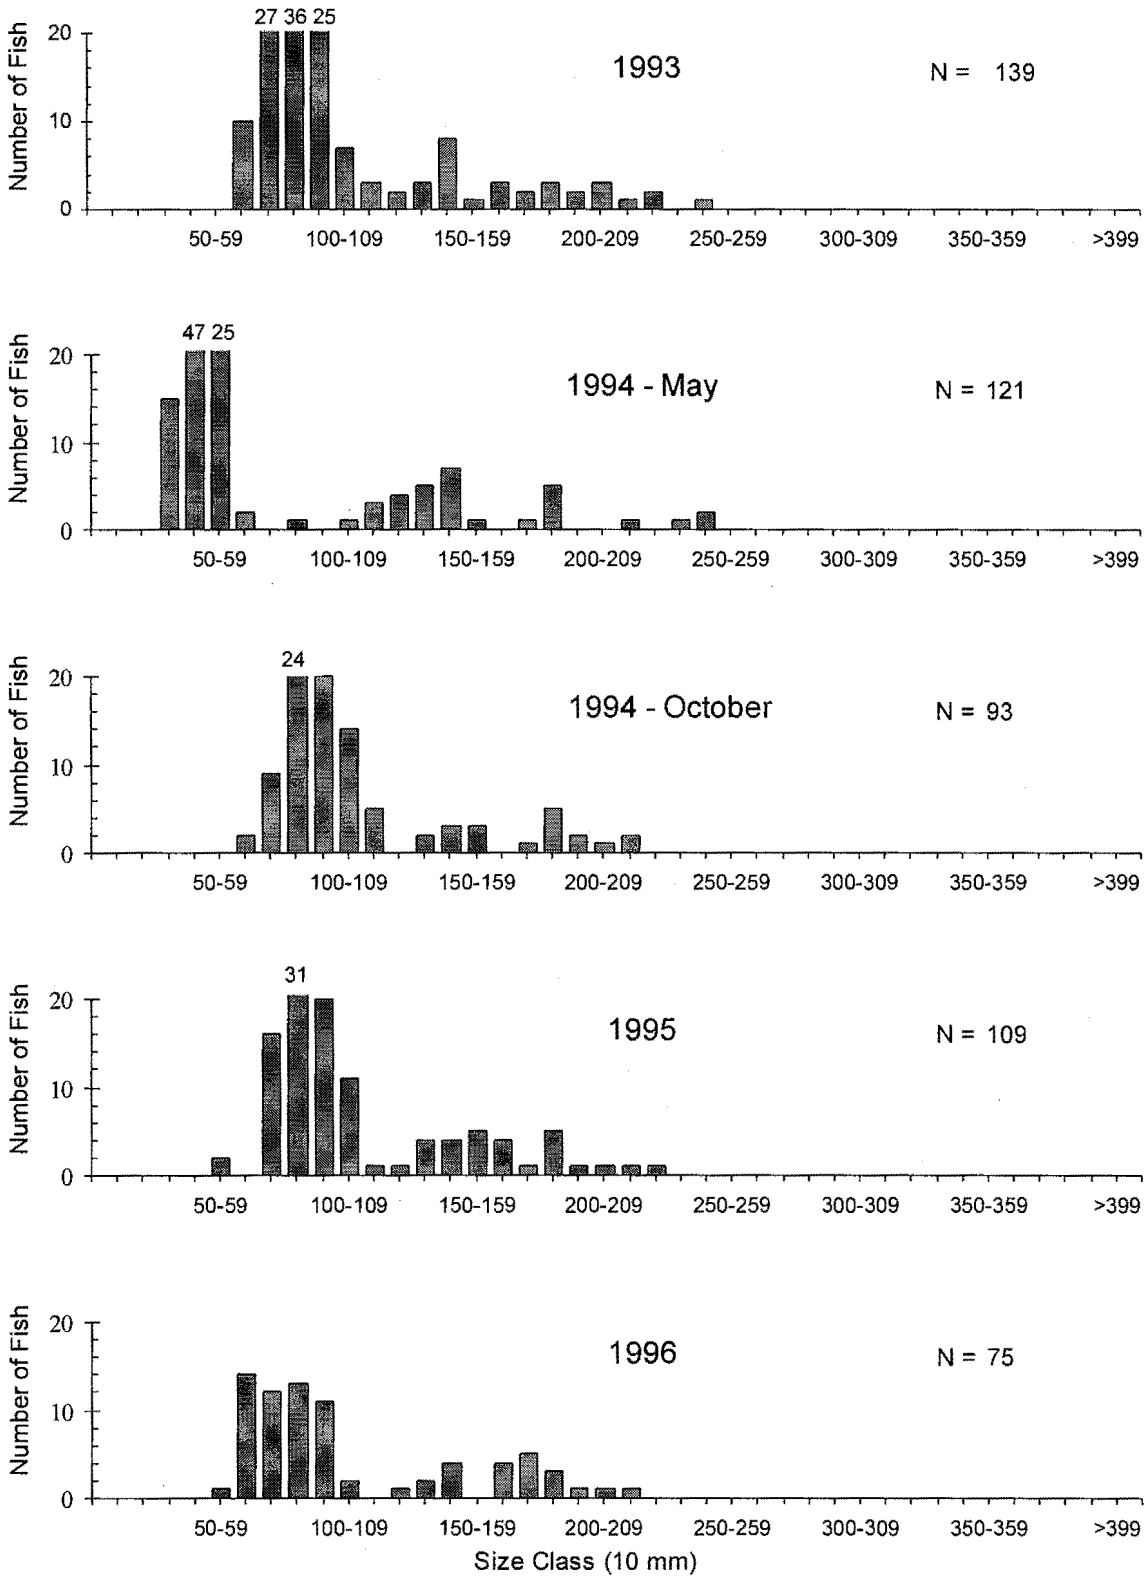 27 36 25
20
1993
N = 139
Number of Fish
10
0
50-59 100-109 150-159 200-209 250-259 300-309 350-359 >399
47 25
20
1994 - May
N = 121
Number of Fish
10
0
50-59 100-109 150-159 200-209 250-259 300-309 350-359 >399
24
20
1994 - October
N = 93
Number of Fish
10
0
50-59 100-109 150-159 200-209 250-259 300-309 350-359 >399
31
20
1995
N = 109
Number of Fish
10
0
50-59 100-109 150-159 200-209 250-259 300-309 350-359 >399
20
1996
N = 75
Number of Fish
10
0
50-59 100-109 150-159 200-209 250-259 300-309 350-359 >399
Size Class (10 mm)